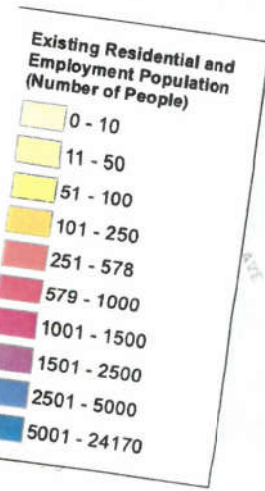 Existing Residential and
Employment Population
(Number of People)
0 - 10
11 - 50
51 - 100
101 - 250
251 - 578
579 - 1000
1001 - 1500
1501 - 2500
2501 - 5000
5001 - 24170
AVE